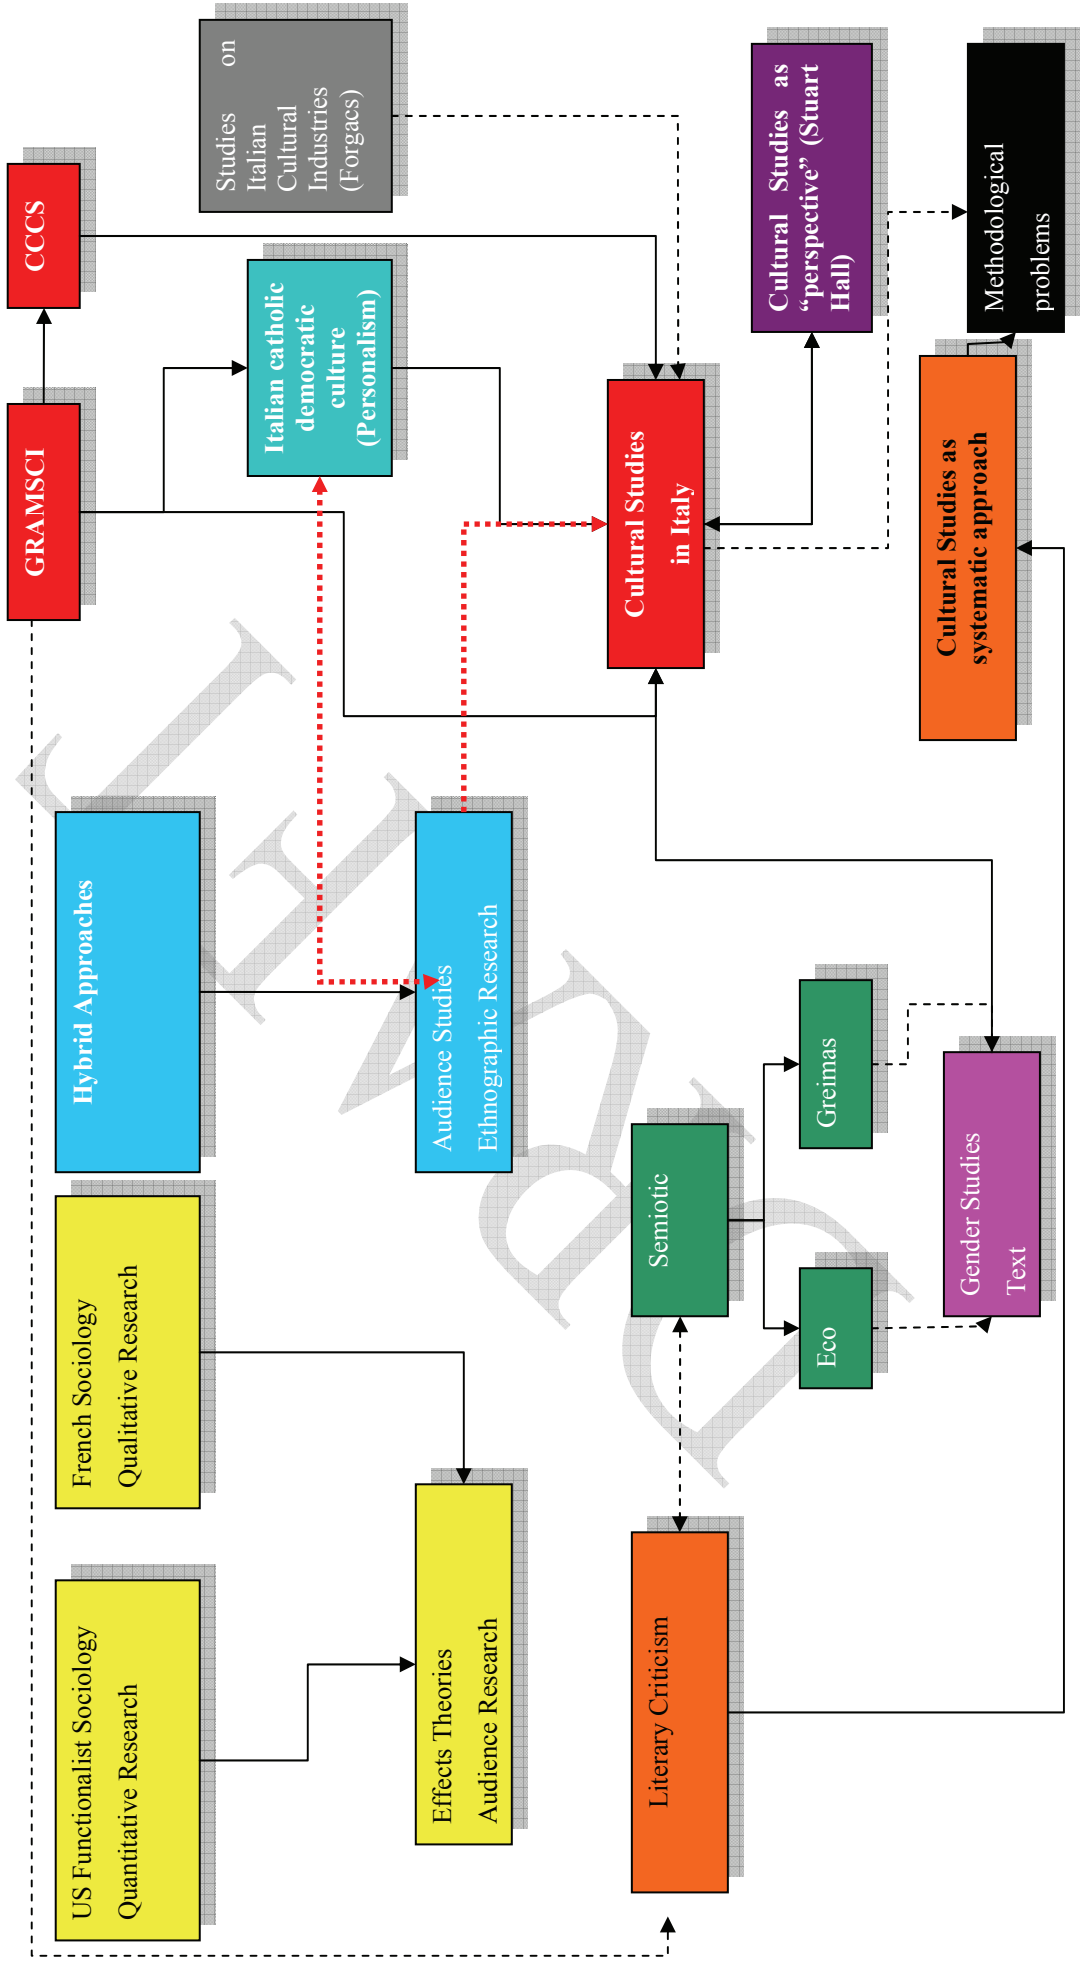 US Functionalist Sociology
Quantitative Research
French Sociology
Qualitative Research
Hybrid Approaches
GRAMSCI
CCCS
Italian catholic
democratic
culture
(Personalism)
Studies on
Italian
Cultural
Industries
(Forgacs)
Effects Theories
Audience Research
Audience Studies
Ethnographic Research
Literary Criticism
Semiotic
Cultural Studies
in Italy
Eco
Greimas
Cultural Studies as
“perspective” (Stuart
Hall)
Gender Studies
Text
Cultural Studies as
systematic approach
Methodological
problems
DRAFT